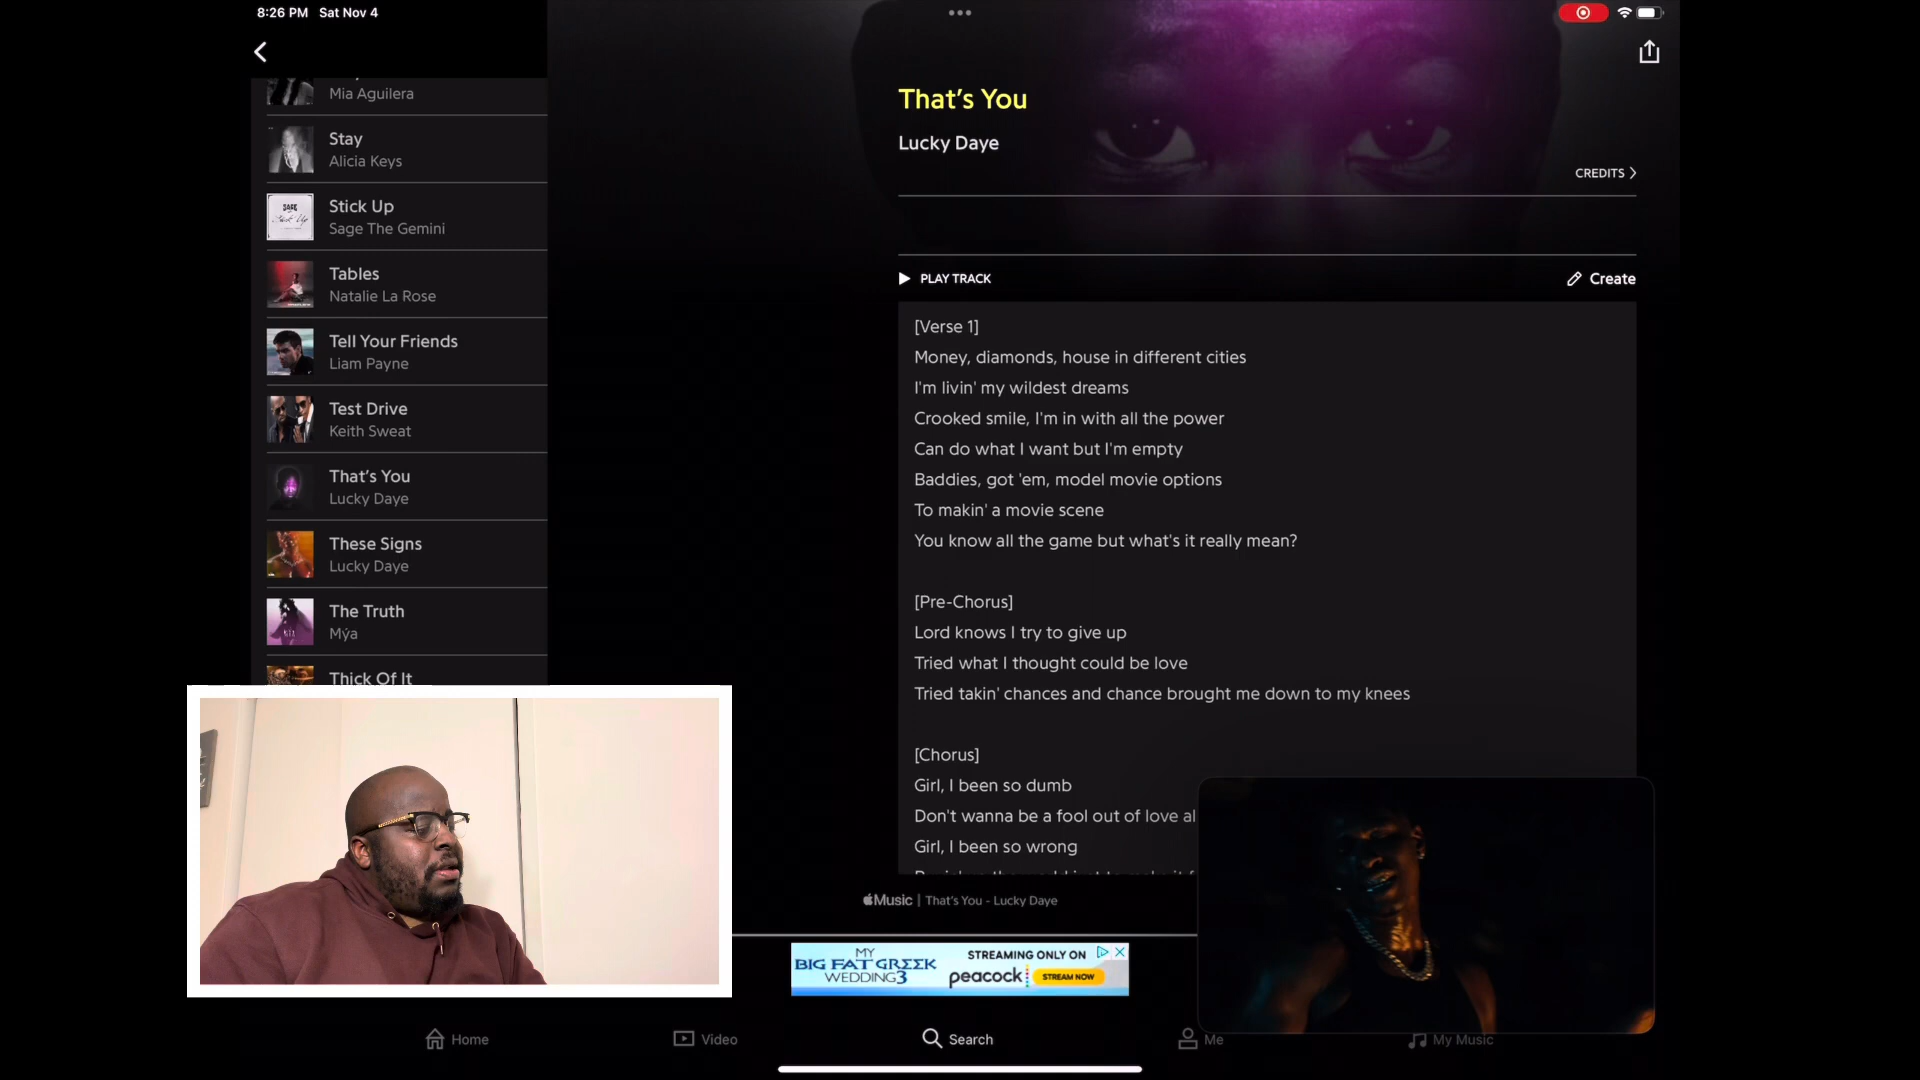 8:26 PM Sat Nov 4
Mia Aguilera
Stay
Alicia Keys
Stick Up
Sage The Gemini
Tables
Natalie La Rose
Tell Your Friends
Liam Payne
Test Drive
Keith Sweat
That's You
Lucky Daye
These Signs
Lucky Daye
The Truth
Mýa
Thick Of It
That's You
Lucky Daye
CREDITS
PLAY TRACK
Create
[Verse 1]
Money, diamonds, house in different cities
I'm livin' my wildest dreams
Crooked smile, I'm in with all the power
Can do what I want but I'm empty
Baddies, got 'em, model movie options
To makin' a movie scene
You know all the game but what's it really mean?
[Pre-Chorus]
Lord knows I try to give up
Tried what I thought could be love
Tried takin' chances and chance brought me down to my knees
[Chorus]
Girl, I been so dumb
Don't wanna be a fool out of love al
Girl, I been so wrong
Music | That's You - Lucky Daye
MY BIG FAT GREEK WEDDING 3
STREAMING ONLY ON
peacock
STREAM NOW
Home
Video
Search
Me
My Music